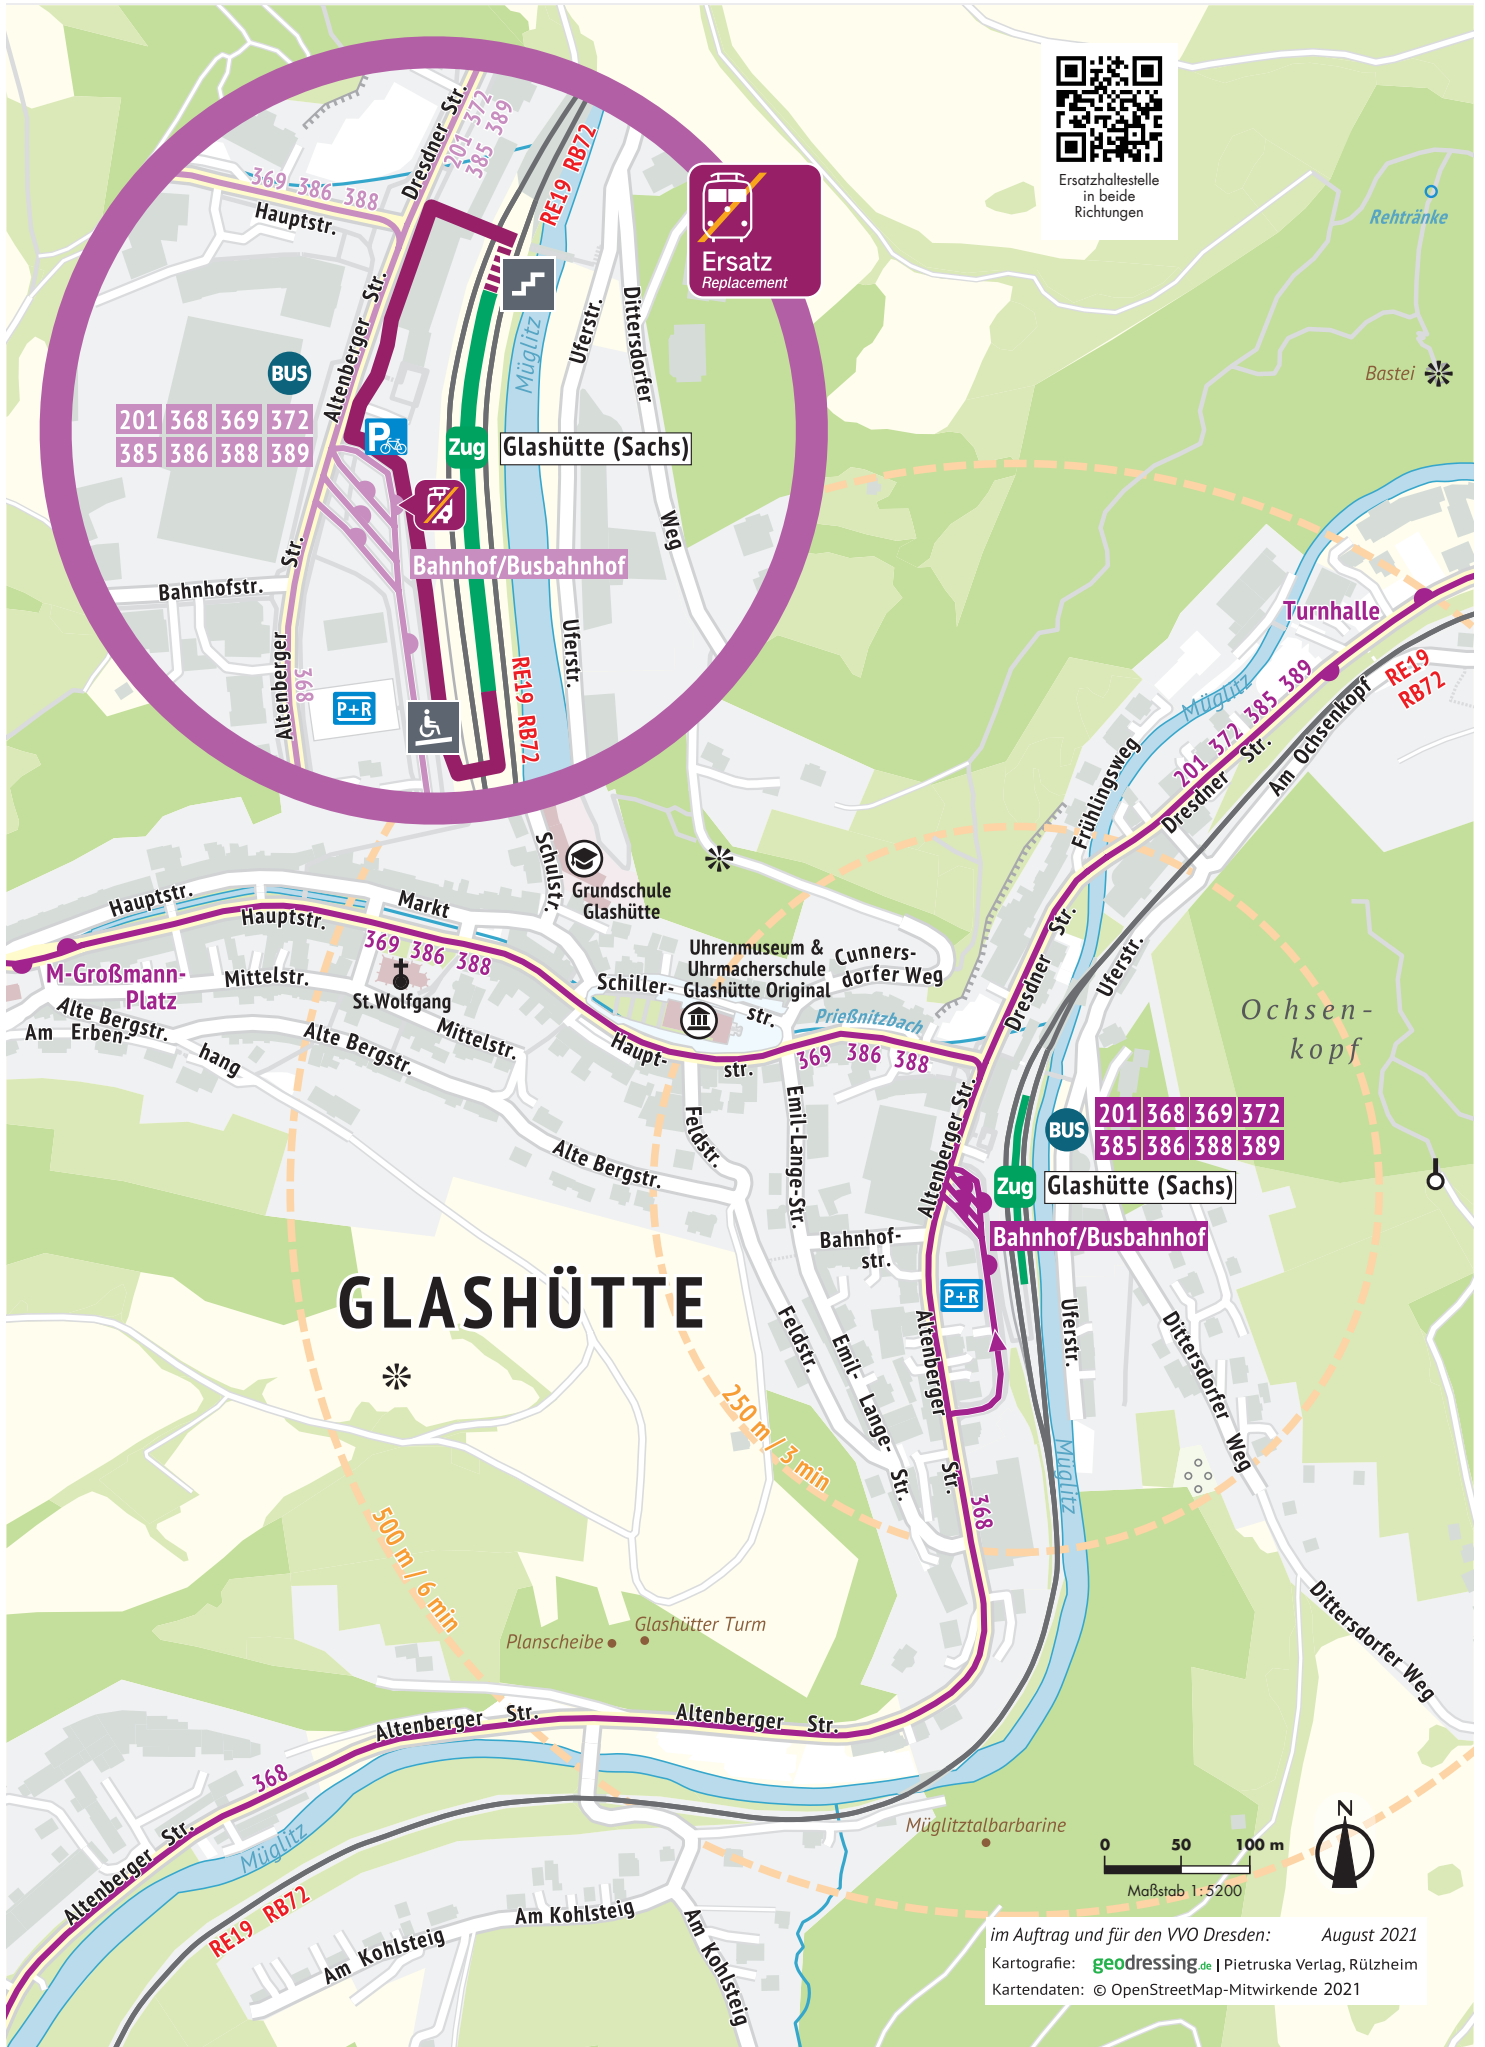 Dresdner Str.
201 372
385 389
RE19 RB72
369 386 388
Hauptstr.
Altenberger Str.
Müglitz
Uferstr.
Dittersdorfer
Weg
Ersatz
Replacement
BUS
201 368 369 372
385 386 388 389
P
Zug
Glashütte (Sachs)
Bahnhof/Busbahnhof
Str.
Bahnhofstr.
Altenberger
368
P+R
Uferstr.
RE19 RB72
Ersatzhaltestelle
in beide
Richtungen
Rehtränke
Bastei
Turnhalle
RE19
RB72
Müglitz
201 372 385 389
Dresdner Str.
Am Ochsenkopf
Frühlingsweg
Schulstr.
Grundschule
Glashütte
Hauptstr.
Markt
Hauptstr.
369 386 388
M-Großmann-
Platz
Mittelstr.
St.Wolfgang
Alte Bergstr.
Am Erben-
hang
Alte Bergstr.
Mittelstr.
Uhrenmuseum &
Uhrmacherschule
Glashütte Original
Schiller-
str.
Cunners-
dorfer Weg
Prießnitzbach
Dresdner Str.
Uferstr.
Ochsen-
kopf
Haupt-
str.
369 386 388
Feldstr.
Emil-Lange-Str.
Altenberger Str.
BUS
201 368 369 372
385 386 388 389
Zug
Glashütte (Sachs)
Bahnhof/Busbahnhof
Alte Bergstr.
Bahnhof-
str.
P+R
GLASHÜTTE
Feldstr.
Emil- Lange- Str.
Altenberger
Str.
368
Uferstr.
Dittersdorfer Weg
Müglitz
250 m / 3 min
500 m / 6 min
Dittersdorfer Weg
Planscheibe
Glashütter Turm
Altenberger Str.
Altenberger Str.
368
Altenberger Str.
Müglitz
RE19 RB72
Am Kohlsteig
Am Kohlsteig
Am Kohlsteig
Müglitztalbarbarine
0 50 100 m
Maßstab 1:5200
N
im Auftrag und für den VVO Dresden: August 2021
Kartografie: geodressing.de | Pietruska Verlag, Rülzheim
Kartendaten: © OpenStreetMap-Mitwirkende 2021